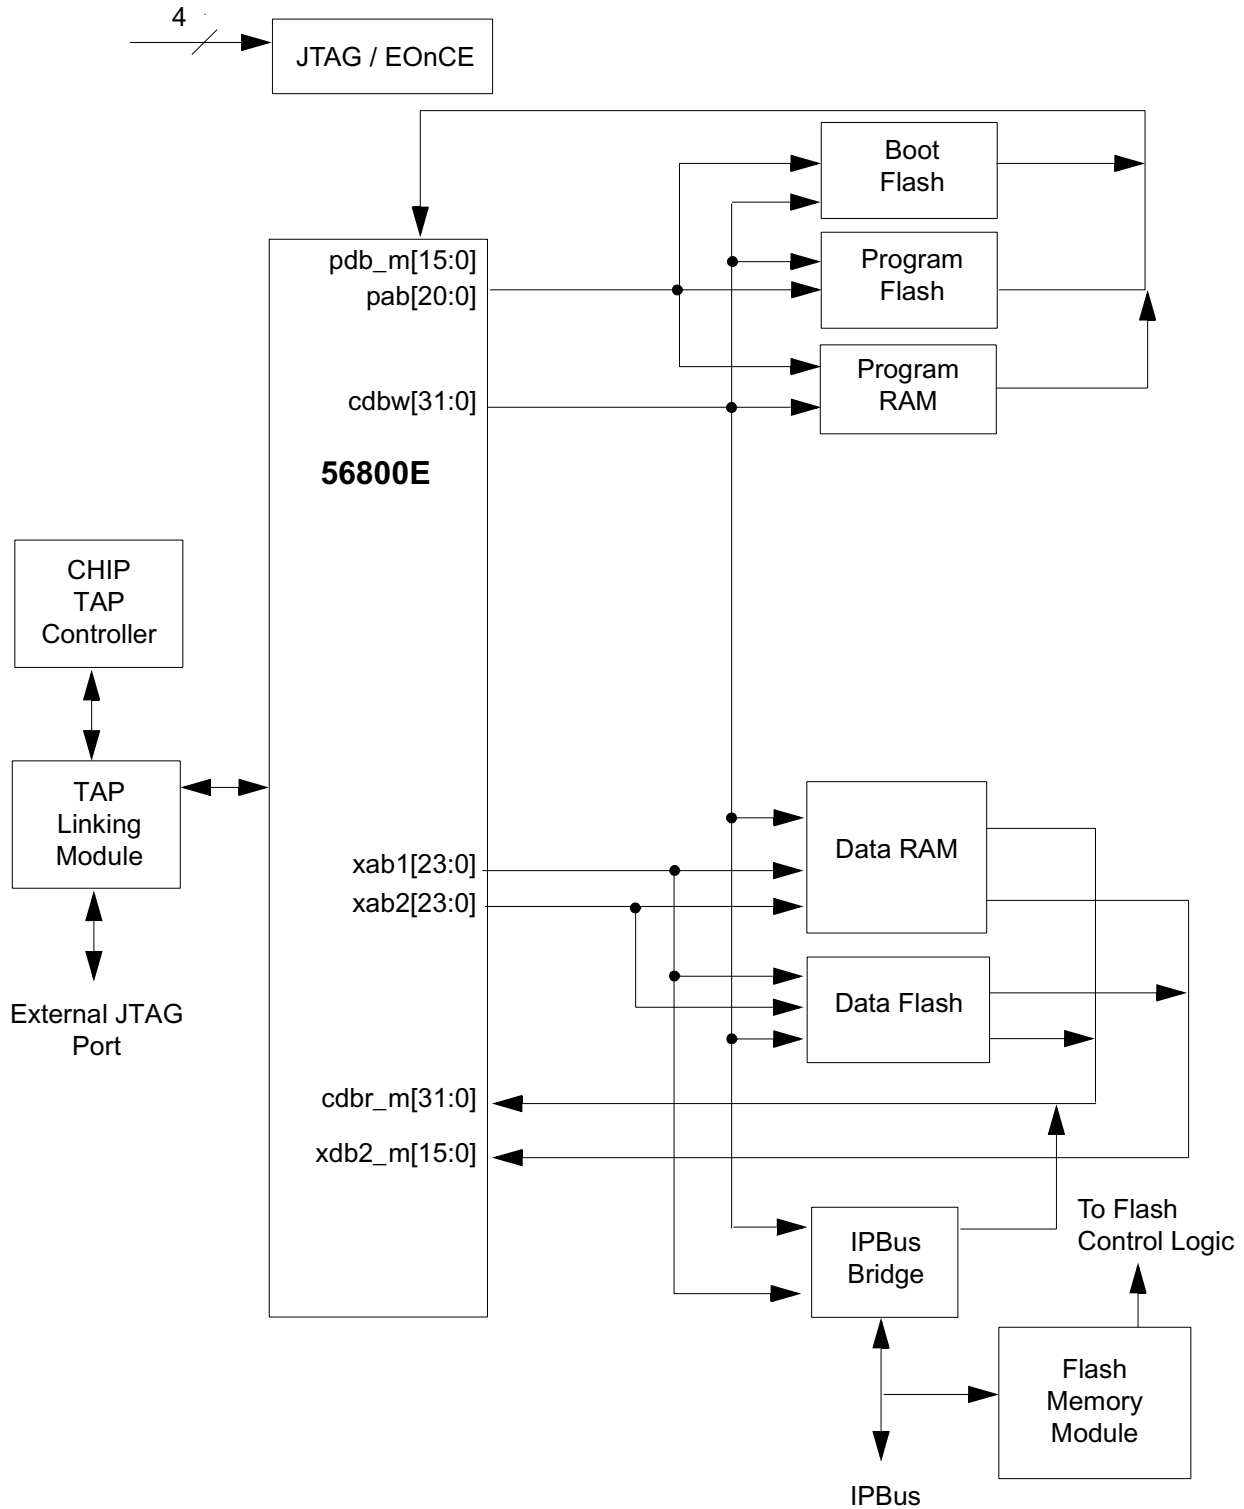 4
JTAG / EOnCE
Boot
Flash
pdb_m[15:0]
pab[20:0]
Program
Flash
Program
RAM
cdbw[31:0]
56800E
CHIP
TAP
Controller
TAP
Linking
Module
External JTAG
Port
xab1[23:0]
xab2[23:0]
Data RAM
Data Flash
cdbr_m[31:0]
xdb2_m[15:0]
IPBus
Bridge
To Flash
Control Logic
Flash
Memory
Module
IPBus